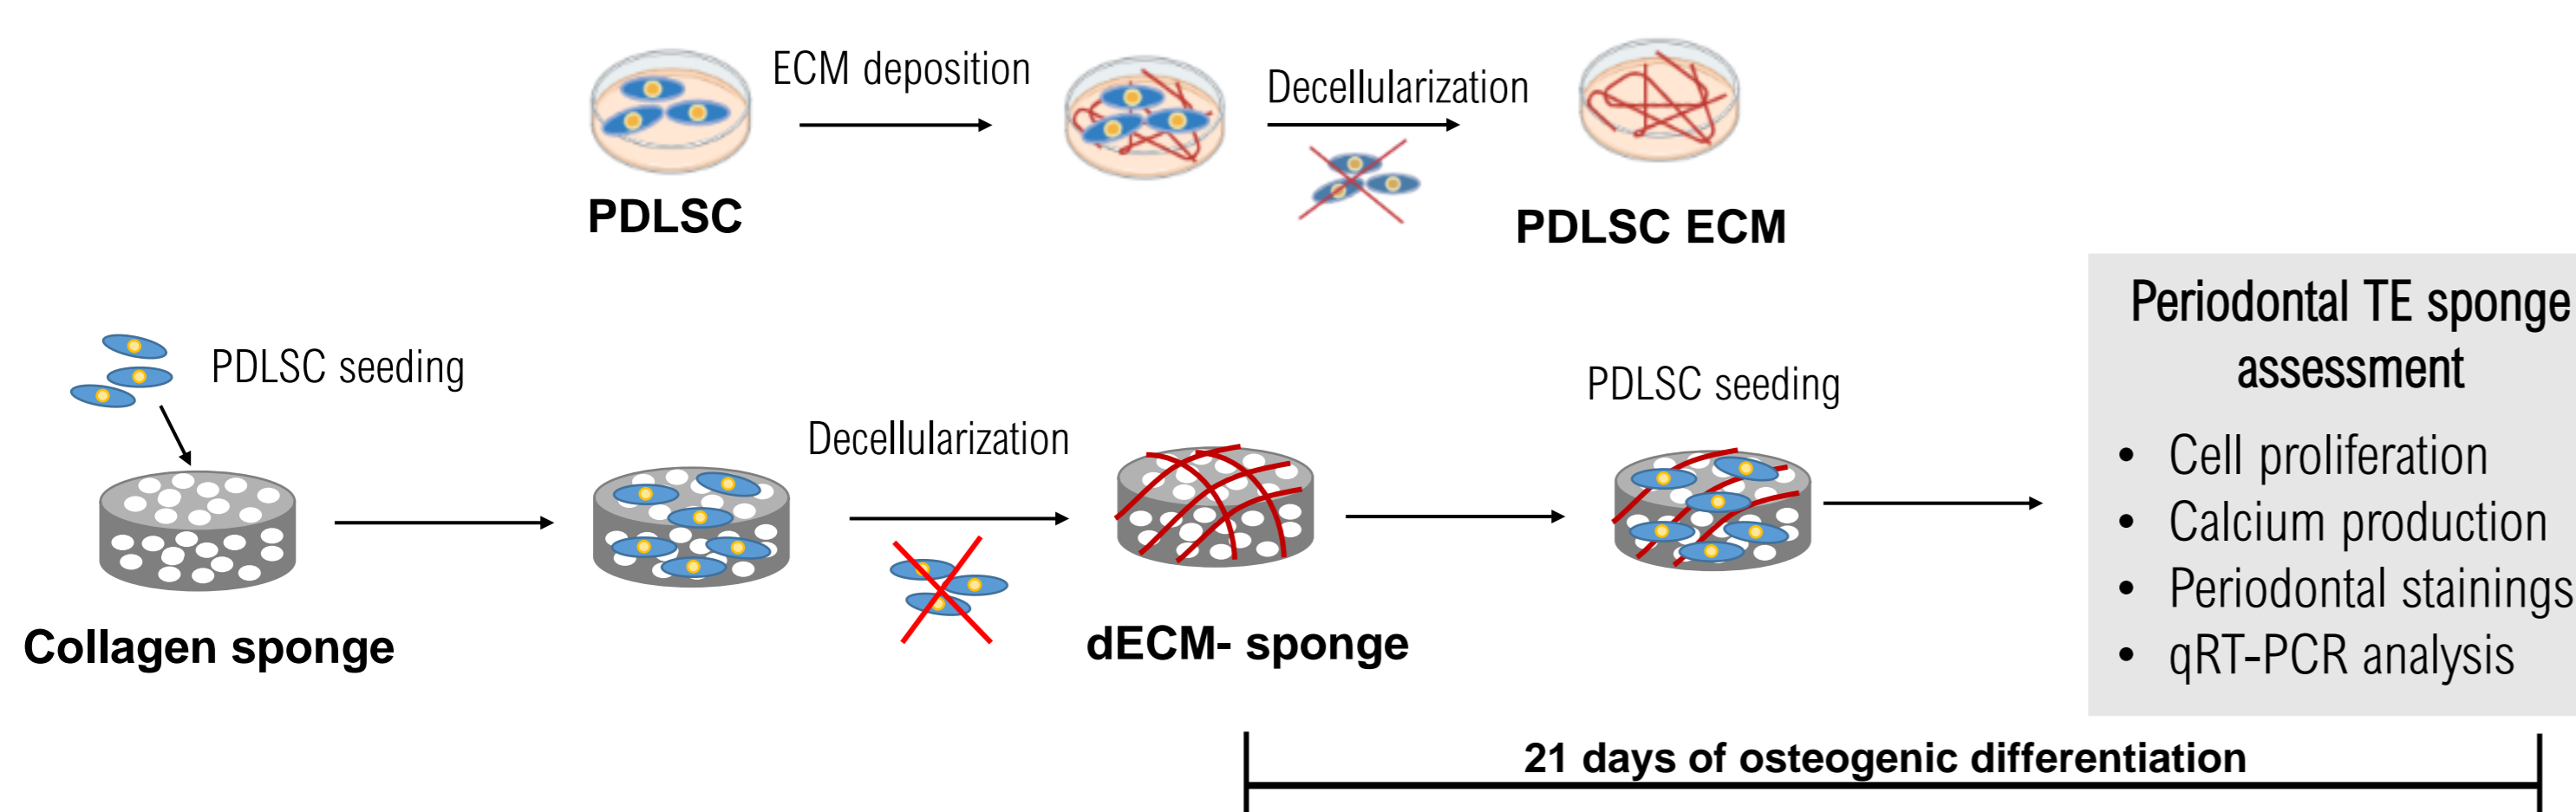 ECM deposition
Decellularization
PDLSC
PDLSC ECM
PDLSC seeding
Decellularization
PDLSC seeding
Collagen sponge
dECM- sponge
Periodontal TE sponge
assessment
• Cell proliferation
• Calcium production
• Periodontal stainings
• qRT-PCR analysis
21 days of osteogenic differentiation